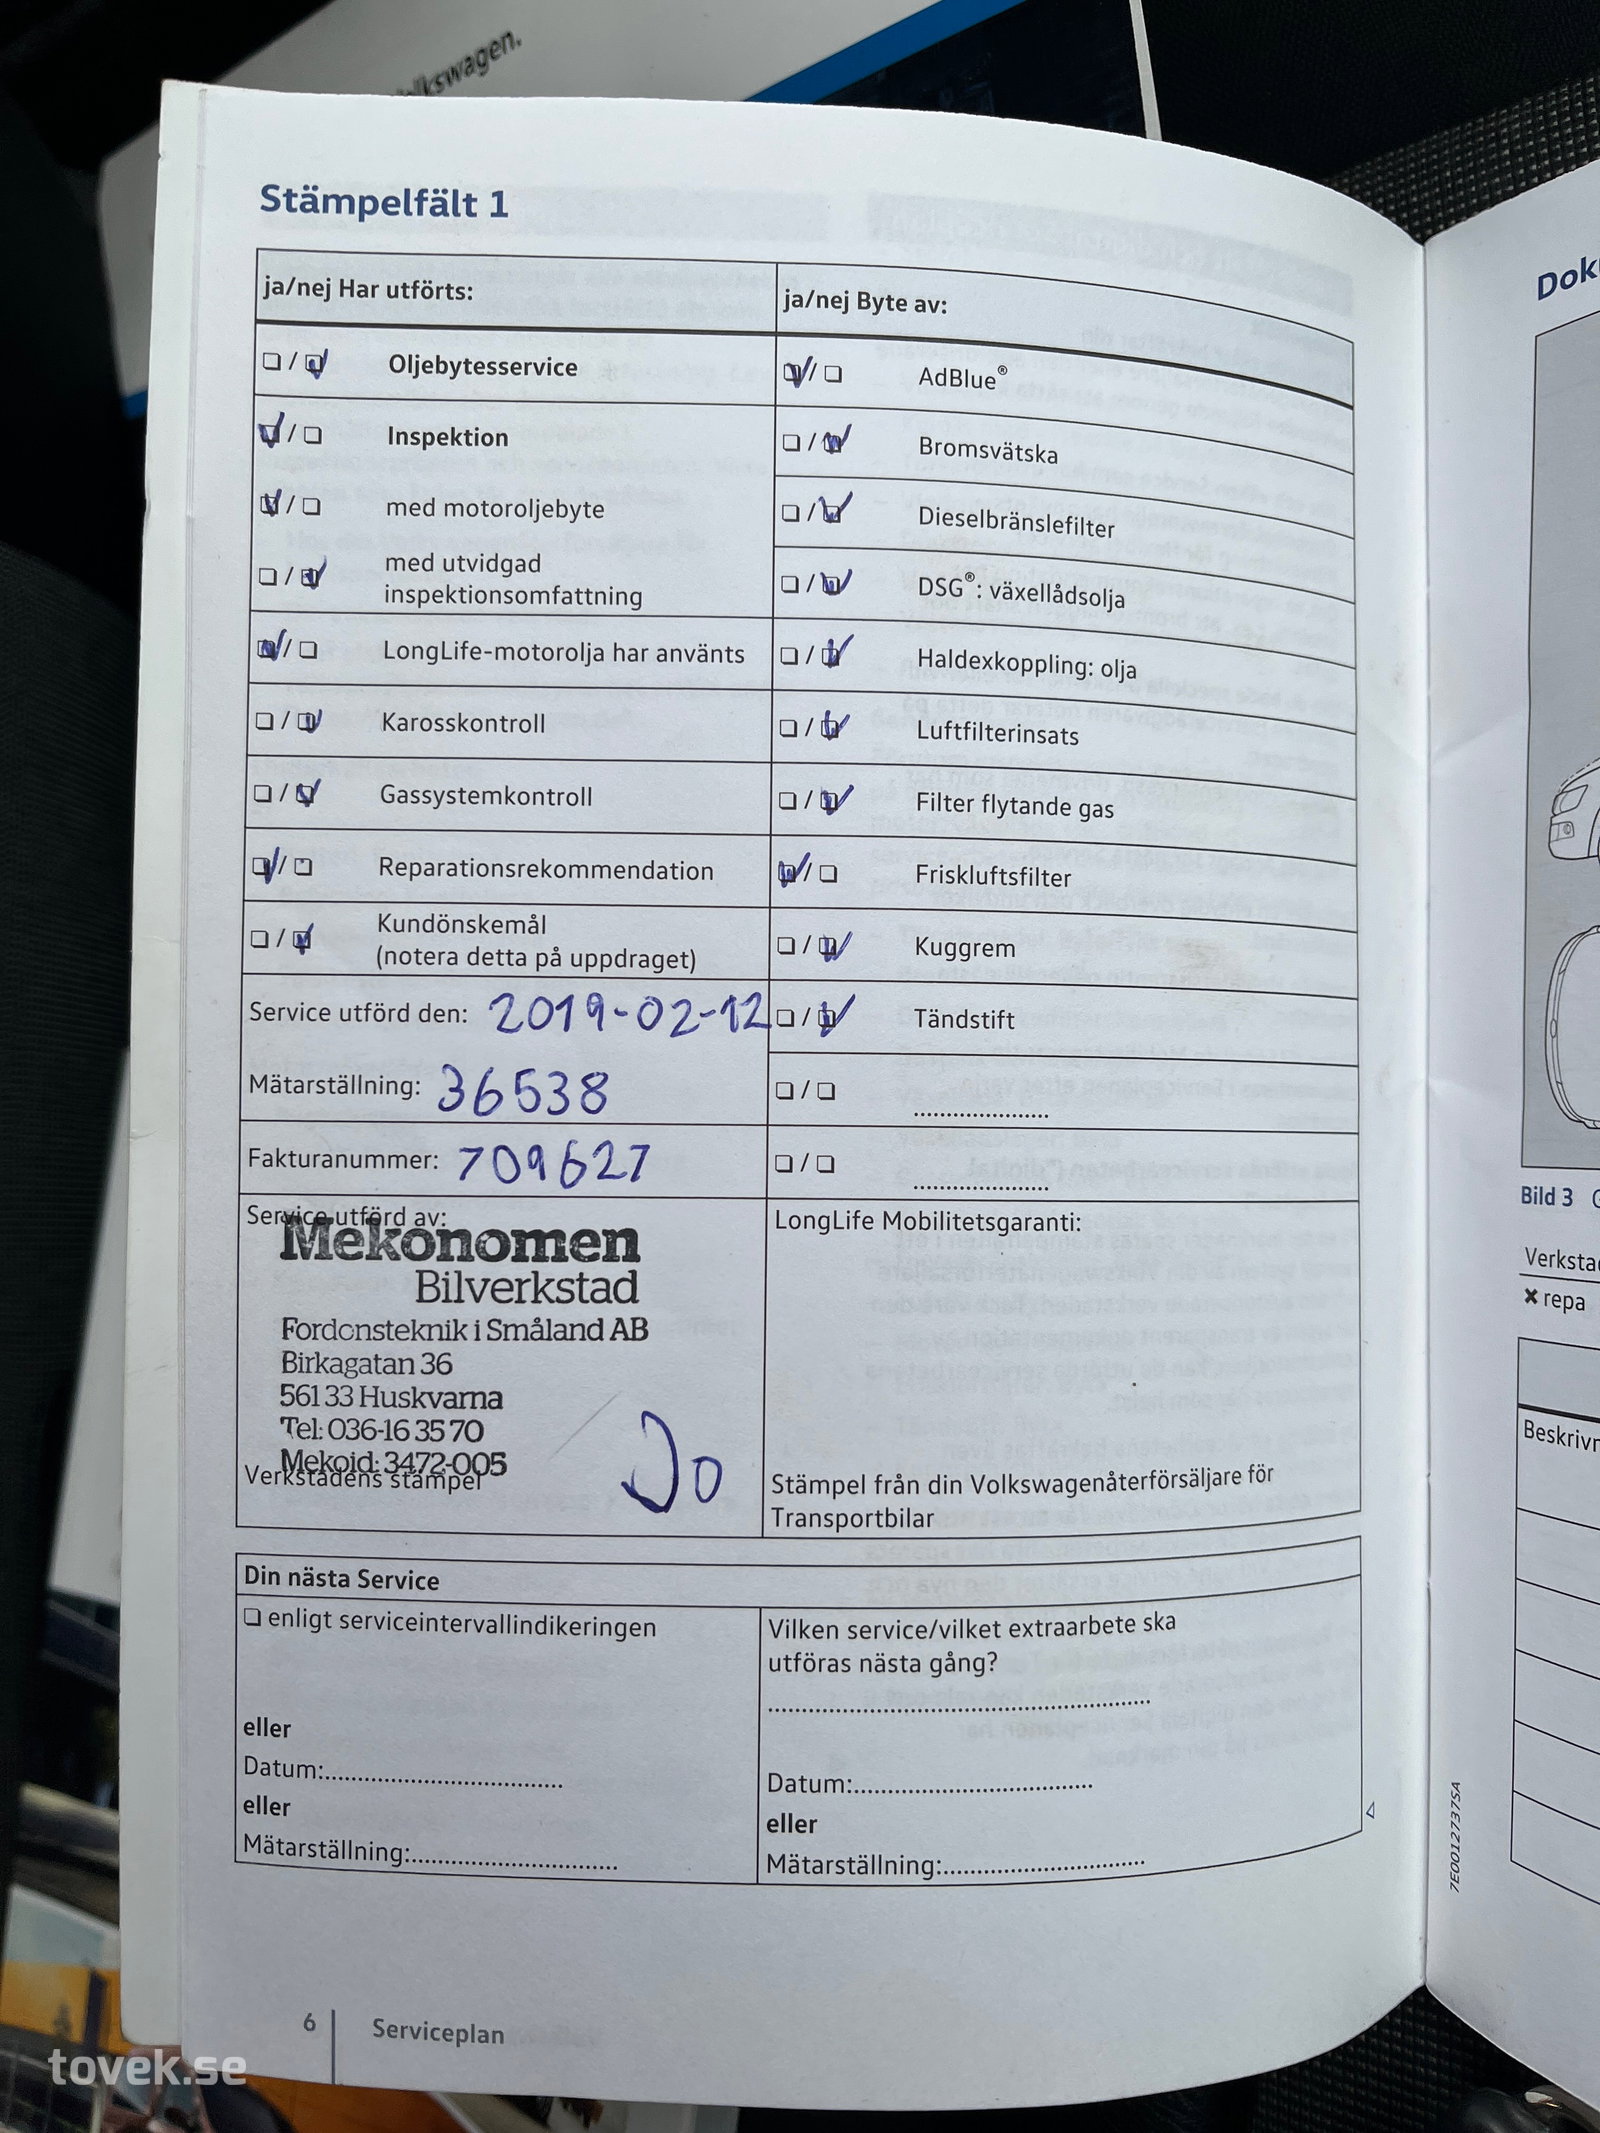 Volkswagen.
Stämpelfält 1
ja/nej Har utförts:
Oljebytesservice
Inspektion
med motoroljebyte
med utvidgad
inspektionsomfattning
LongLife-motorolja har använts
Karosskontroll
Gassystemkontroll
Reparationsrekommendation
Kundönskemål
(notera detta på uppdraget)
Service utförd den: 2019-02-12
Mätarställning: 36538
Fakturanummer: 709627
Service utförd av:
Mekonomen
Bilverkstad
Fordonsteknik i Småland AB
Birkagatan 36
561 33 Huskvarna
Tel: 036-16 35 70
Mekoid: 3472-005
Verkstadens stämpel
ja/nej Byte av:
AdBlue®
Bromsvätska
Dieselbränslefilter
DSG®: växellådsolja
Haldexkoppling: olja
Luftfilterinsats
Filter flytande gas
Friskluftsfilter
Kuggrem
Tändstift
LongLife Mobilitetsgaranti:
Stämpel från din Volkswagenåterförsäljare för
Transportbilar
Din nästa Service
enligt serviceintervallindikeringen
eller
Datum:
eller
Mätarställning:
Vilken service/vilket extraarbete ska
utföras nästa gång?
Datum:
eller
Mätarställning:
6 Serviceplan
7E0012737SA
Bild 3
repa
tovek.se